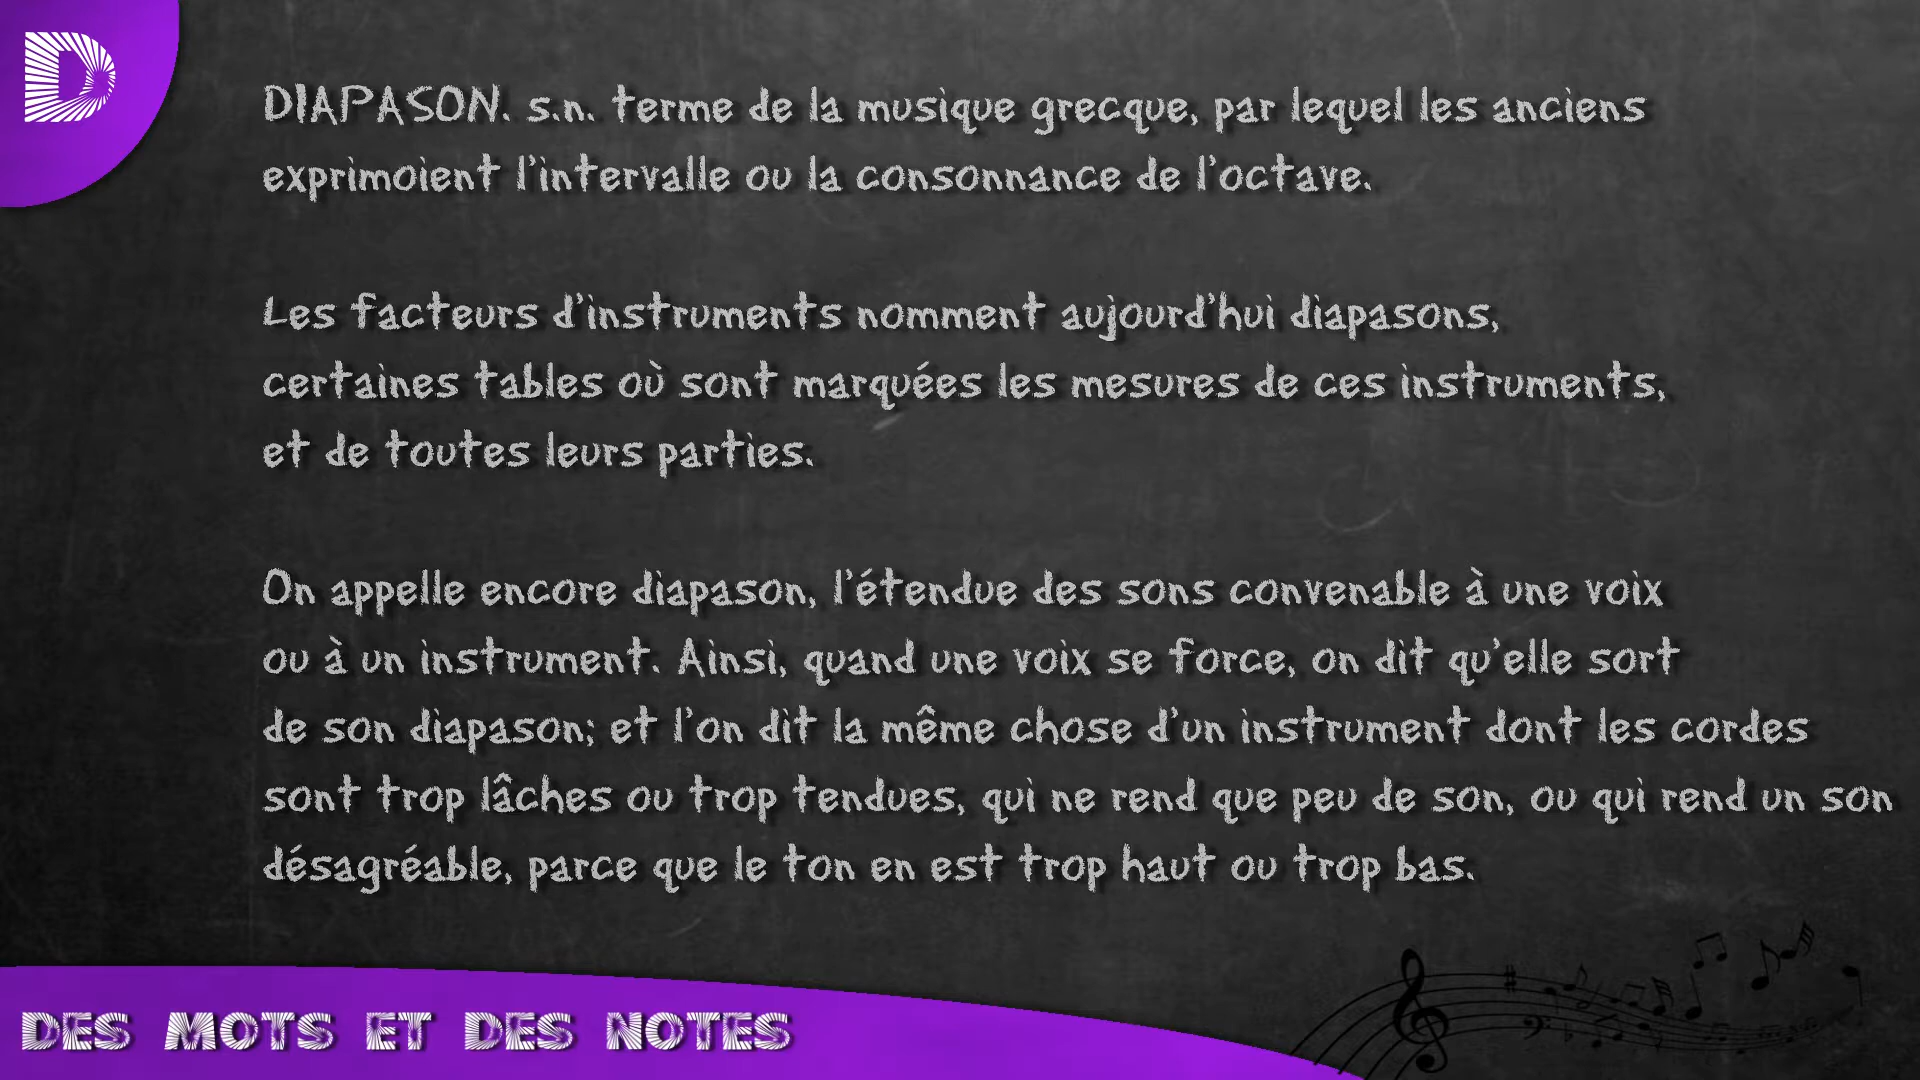 D
DIAPASON. s.n. terme de la musique grecque, par lequel les anciens
exprimoient l'intervalle ou la consonnance de l'octave.
Les facteurs d'instruments nomment aujourd'hui diapasons,
certaines tables où sont marquées les mesures de ces instruments,
et de toutes leurs parties.
On appelle encore diapason, l'étendue des sons convenable à une voix
ou à un instrument. Ainsi, quand une voix se force, on dit qu'elle sort
de son diapason; et l'on dit la même chose d'un instrument dont les cordes
sont trop lâches ou trop tendues, qui ne rend que peu de son, ou qui rend un son
désagréable, parce que le ton en est trop haut ou trop bas.
DES MOTS ET DES NOTES